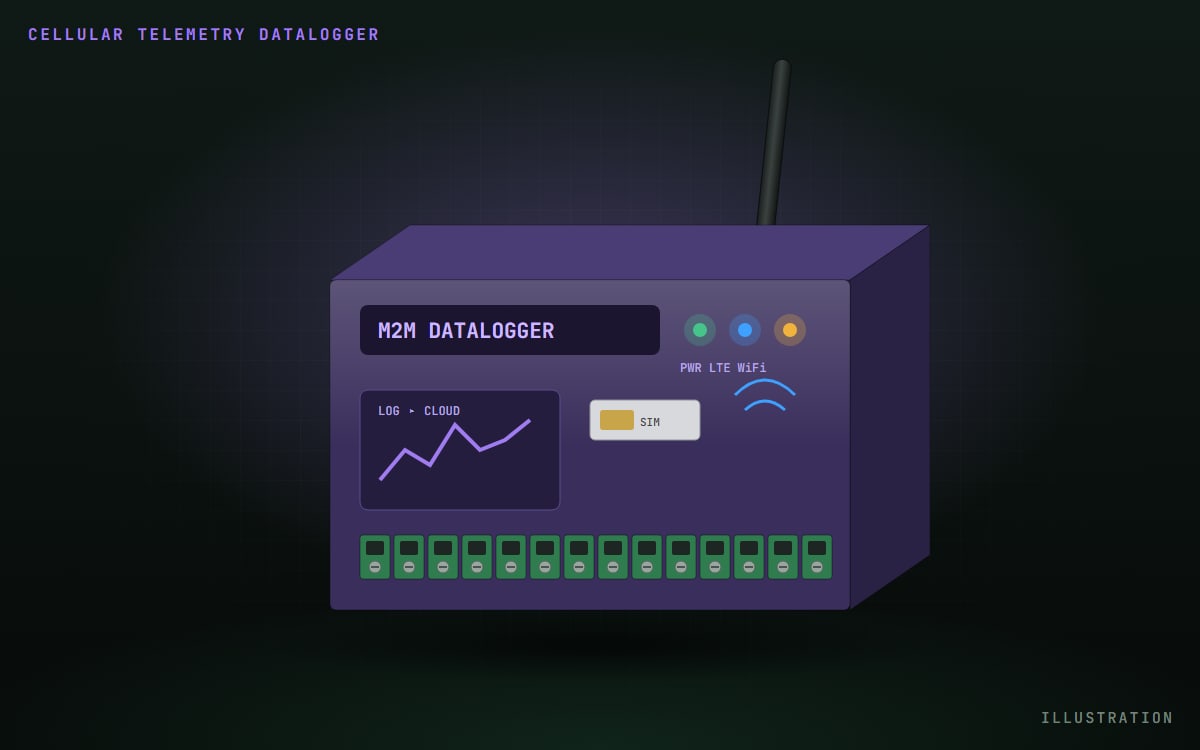 CELLULAR TELEMETRY DATALOGGER
M2M DATALOGGER
PWR LTE WiFi
LOG ▸ CLOUD
SIM
ILLUSTRATION